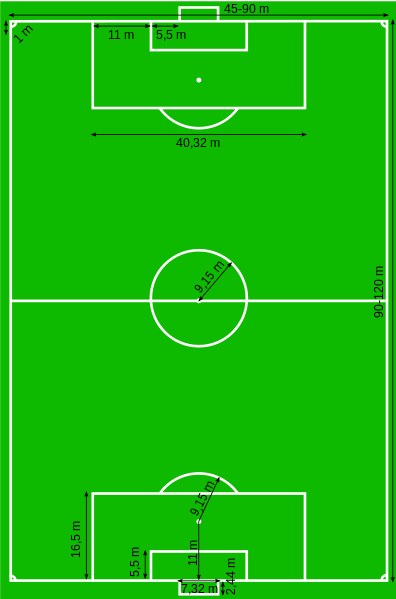 45-90 m
1 m
11 m
5,5 m
40,32 m
9,15 m
90-120 m
9,15 m
16,5 m
11 m
5,5 m
2,44 m
7,32 m